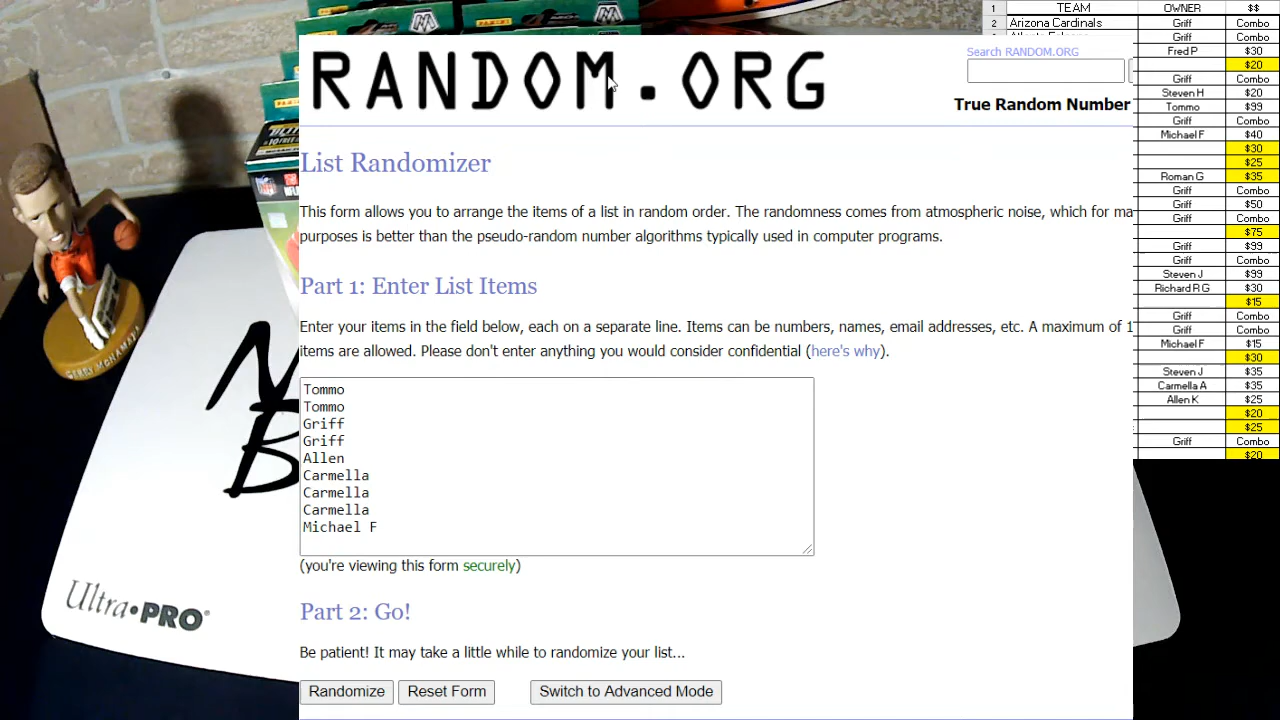 TEAM OWNER $$
1
2 Arizona Cardinals Griff Combo
Griff Combo
Fred P $30
$20
Griff Combo
Steven H $20
Tommo $99
Griff Combo
Michael F $40
$30
$25
Roman G $35
Griff Combo
Griff $50
Griff Combo
$75
Griff $99
Griff Combo
Steven J $99
Richard R G $30
$15
Griff Combo
Griff Combo
Michael F $15
$30
Steven J $35
Carmella A $35
Allen K $25
$20
$25
Griff Combo
$20
RANDOM.ORG
Search RANDOM.ORG
True Random Number
List Randomizer
This form allows you to arrange the items of a list in random order. The randomness comes from atmospheric noise, which for ma
purposes is better than the pseudo-random number algorithms typically used in computer programs.
Part 1: Enter List Items
Enter your items in the field below, each on a separate line. Items can be numbers, names, email addresses, etc. A maximum of 1
items are allowed. Please don't enter anything you would consider confidential (here's why).
Tommo
Tommo
Griff
Griff
Allen
Carmella
Carmella
Carmella
Michael F
(you're viewing this form securely)
Part 2: Go!
Be patient! It may take a little while to randomize your list...
Randomize Reset Form Switch to Advanced Mode
Ultra•PRO
GERRY MCNAMARA
PANINI
PANINI
NFL